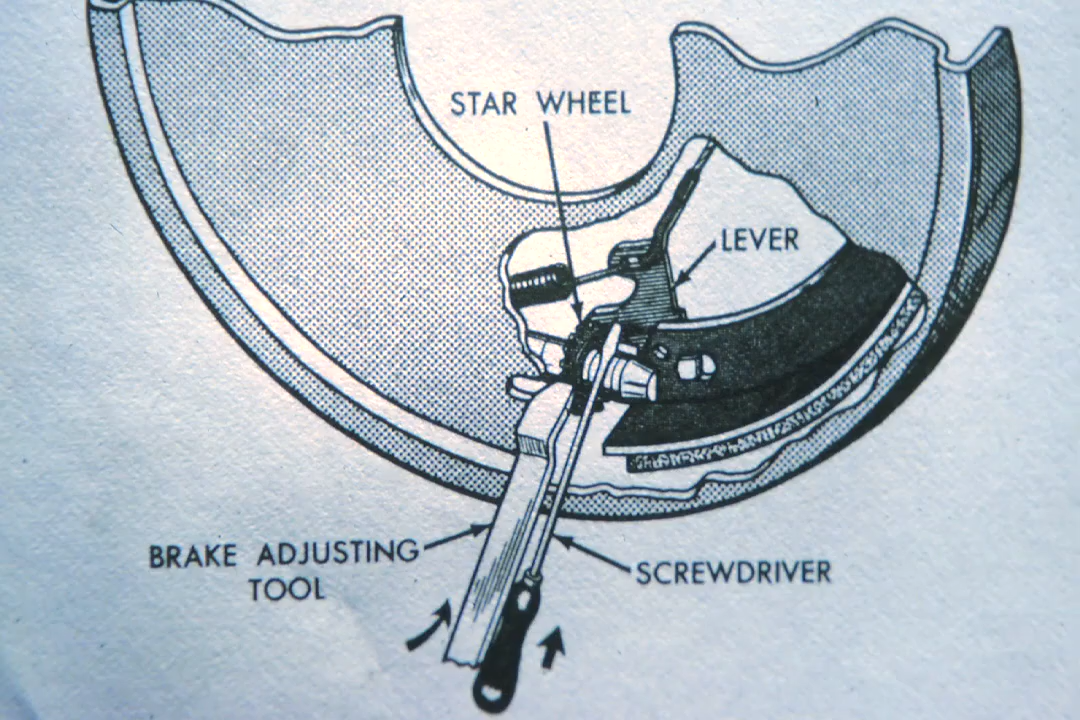 STAR WHEEL
LEVER
BRAKE ADJUSTING
TOOL
SCREWDRIVER